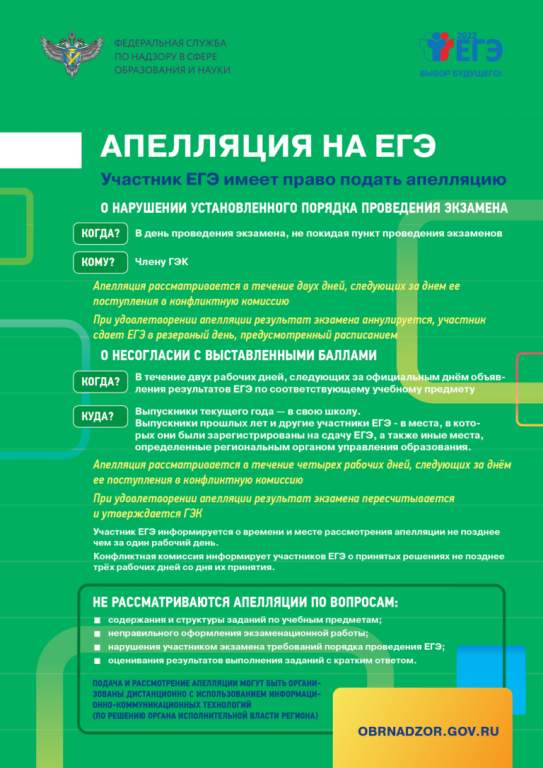 ФЕДЕРАЛЬНАЯ СЛУЖБА
ПО НАДЗОРУ В СФЕРЕ
ОБРАЗОВАНИЯ И НАУКИ
2022
ЕГЭ
ВЫБОР БУДУЩЕГО!
АПЕЛЛЯЦИЯ НА ЕГЭ
Участник ЕГЭ имеет право подать апелляцию
О НАРУШЕНИИ УСТАНОВЛЕННОГО ПОРЯДКА ПРОВЕДЕНИЯ ЭКЗАМЕНА
КОГДА? В день проведения экзамена, не покидая пункт проведения экзаменов
КОМУ? Члену ГЭК
Апелляция рассматривается в течение двух дней, следующих за днем ее
поступления в конфликтную комиссию
При удовлетворении апелляции результат экзамена аннулируется, участник
сдает ЕГЭ в резервный день, предусмотренный расписанием
О НЕСОГЛАСИИ С ВЫСТАВЛЕННЫМИ БАЛЛАМИ
КОГДА? В течение двух рабочих дней, следующих за официальным днём объяв-
ления результатов ЕГЭ по соответствующему учебному предмету
КУДА? Выпускники текущего года — в свою школу.
Выпускники прошлых лет и другие участники ЕГЭ - в места, в кото-
рых они были зарегистрированы на сдачу ЕГЭ, а также иные места,
определенные региональным органом управления образования.
Апелляция рассматривается в течение четырех рабочих дней, следующих за днём
ее поступления в конфликтную комиссию
При удовлетворении апелляции результат экзамена пересчитывается
и утверждается ГЭК
Участник ЕГЭ информируется о времени и месте рассмотрения апелляции не позднее
чем за один рабочий день.
Конфликтная комиссия информирует участников ЕГЭ о принятых решениях не позднее
трёх рабочих дней со дня их принятия.
НЕ РАССМАТРИВАЮТСЯ АПЕЛЛЯЦИИ ПО ВОПРОСАМ:
содержания и структуры заданий по учебным предметам;
неправильного оформления экзаменационной работы;
нарушения участником экзамена требований порядка проведения ЕГЭ;
оценивания результатов выполнения заданий с кратким ответом.
ПОДАЧА И РАССМОТРЕНИЕ АПЕЛЛЯЦИИ МОГУТ БЫТЬ ОРГАНИ-
ЗОВАНЫ ДИСТАНЦИОННО С ИСПОЛЬЗОВАНИЕМ ИНФОРМАЦИ-
ОННО-КОММУНИКАЦИОННЫХ ТЕХНОЛОГИЙ
(ПО РЕШЕНИЮ ОРГАНА ИСПОЛНИТЕЛЬНОЙ ВЛАСТИ РЕГИОНА)
OBRNADZOR.GOV.RU